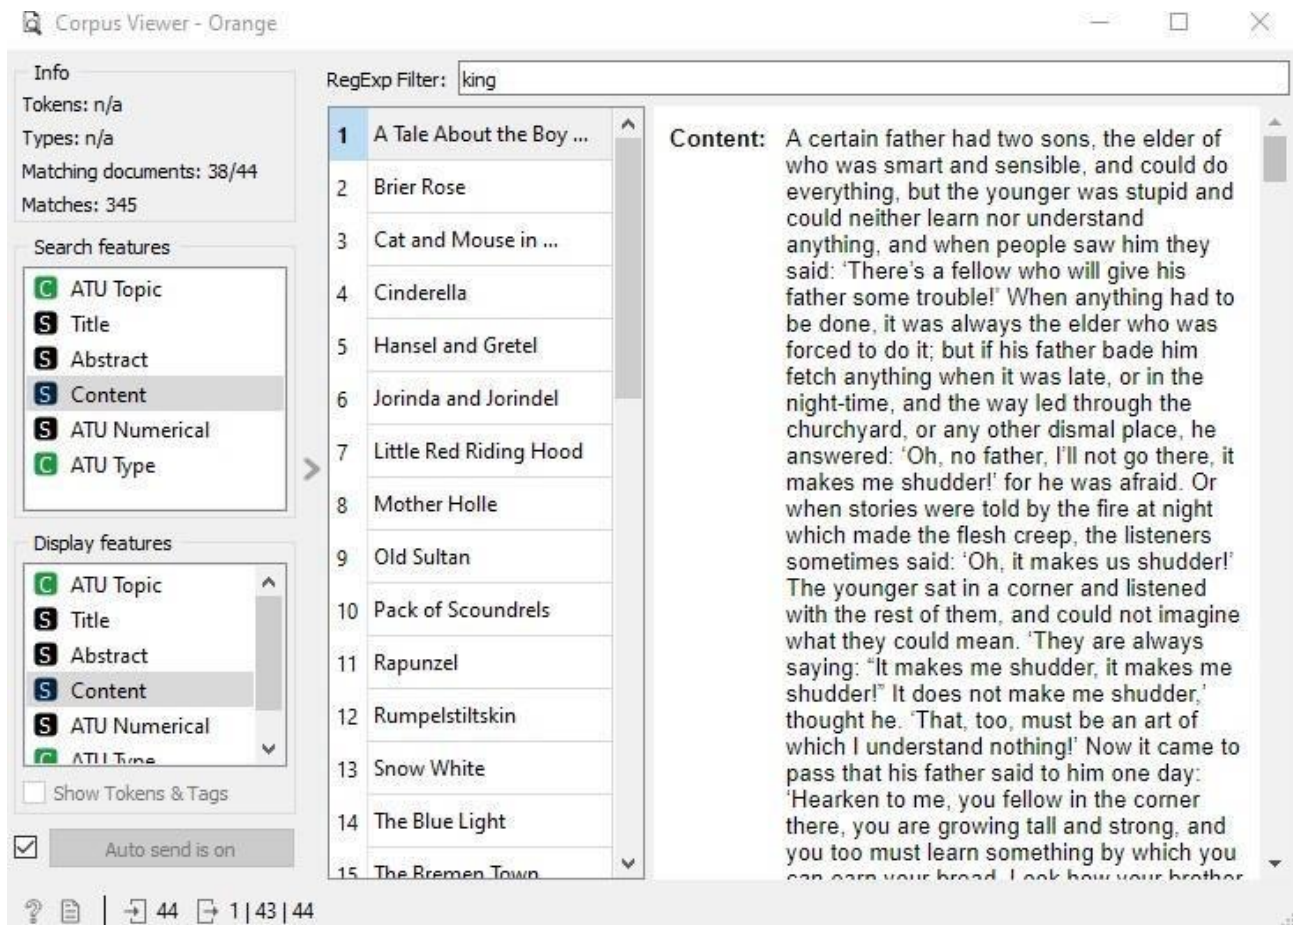 Corpus Viewer - Orange
Info
Tokens: n/a
Types: n/a
Matching documents: 38/44
Matches: 345
Search features
C ATU Topic
S Title
S Abstract
S Content
S ATU Numerical
C ATU Type
Display features
C ATU Topic
S Title
S Abstract
S Content
S ATU Numerical
C ATU Type
Show Tokens & Tags
Auto send is on
RegExp Filter: king
1 A Tale About the Boy ...
2 Brier Rose
3 Cat and Mouse in ...
4 Cinderella
5 Hansel and Gretel
6 Jorinda and Jorindel
7 Little Red Riding Hood
8 Mother Holle
9 Old Sultan
10 Pack of Scoundrels
11 Rapunzel
12 Rumpelstiltskin
13 Snow White
14 The Blue Light
15 The Bremen Town
Content: A certain father had two sons, the elder of
who was smart and sensible, and could do
everything, but the younger was stupid and
could neither learn nor understand
anything, and when people saw him they
said: ‘There’s a fellow who will give his
father some trouble!’ When anything had to
be done, it was always the elder who was
forced to do it; but if his father bade him
fetch anything when it was late, or in the
night-time, and the way led through the
churchyard, or any other dismal place, he
answered: ‘Oh, no father, I’ll not go there, it
makes me shudder!’ for he was afraid. Or
when stories were told by the fire at night
which made the flesh creep, the listeners
sometimes said: ‘Oh, it makes us shudder!’
The younger sat in a corner and listened
with the rest of them, and could not imagine
what they could mean. ‘They are always
saying: “It makes me shudder, it makes me
shudder!” It does not make me shudder,’
thought he. ‘That, too, must be an art of
which I understand nothing!’ Now it came to
pass that his father said to him one day:
‘Hearken to me, you fellow in the corner
there, you are growing tall and strong, and
you too must learn something by which you
can earn your bread. Look how your brother
? 44 1 | 43 | 44